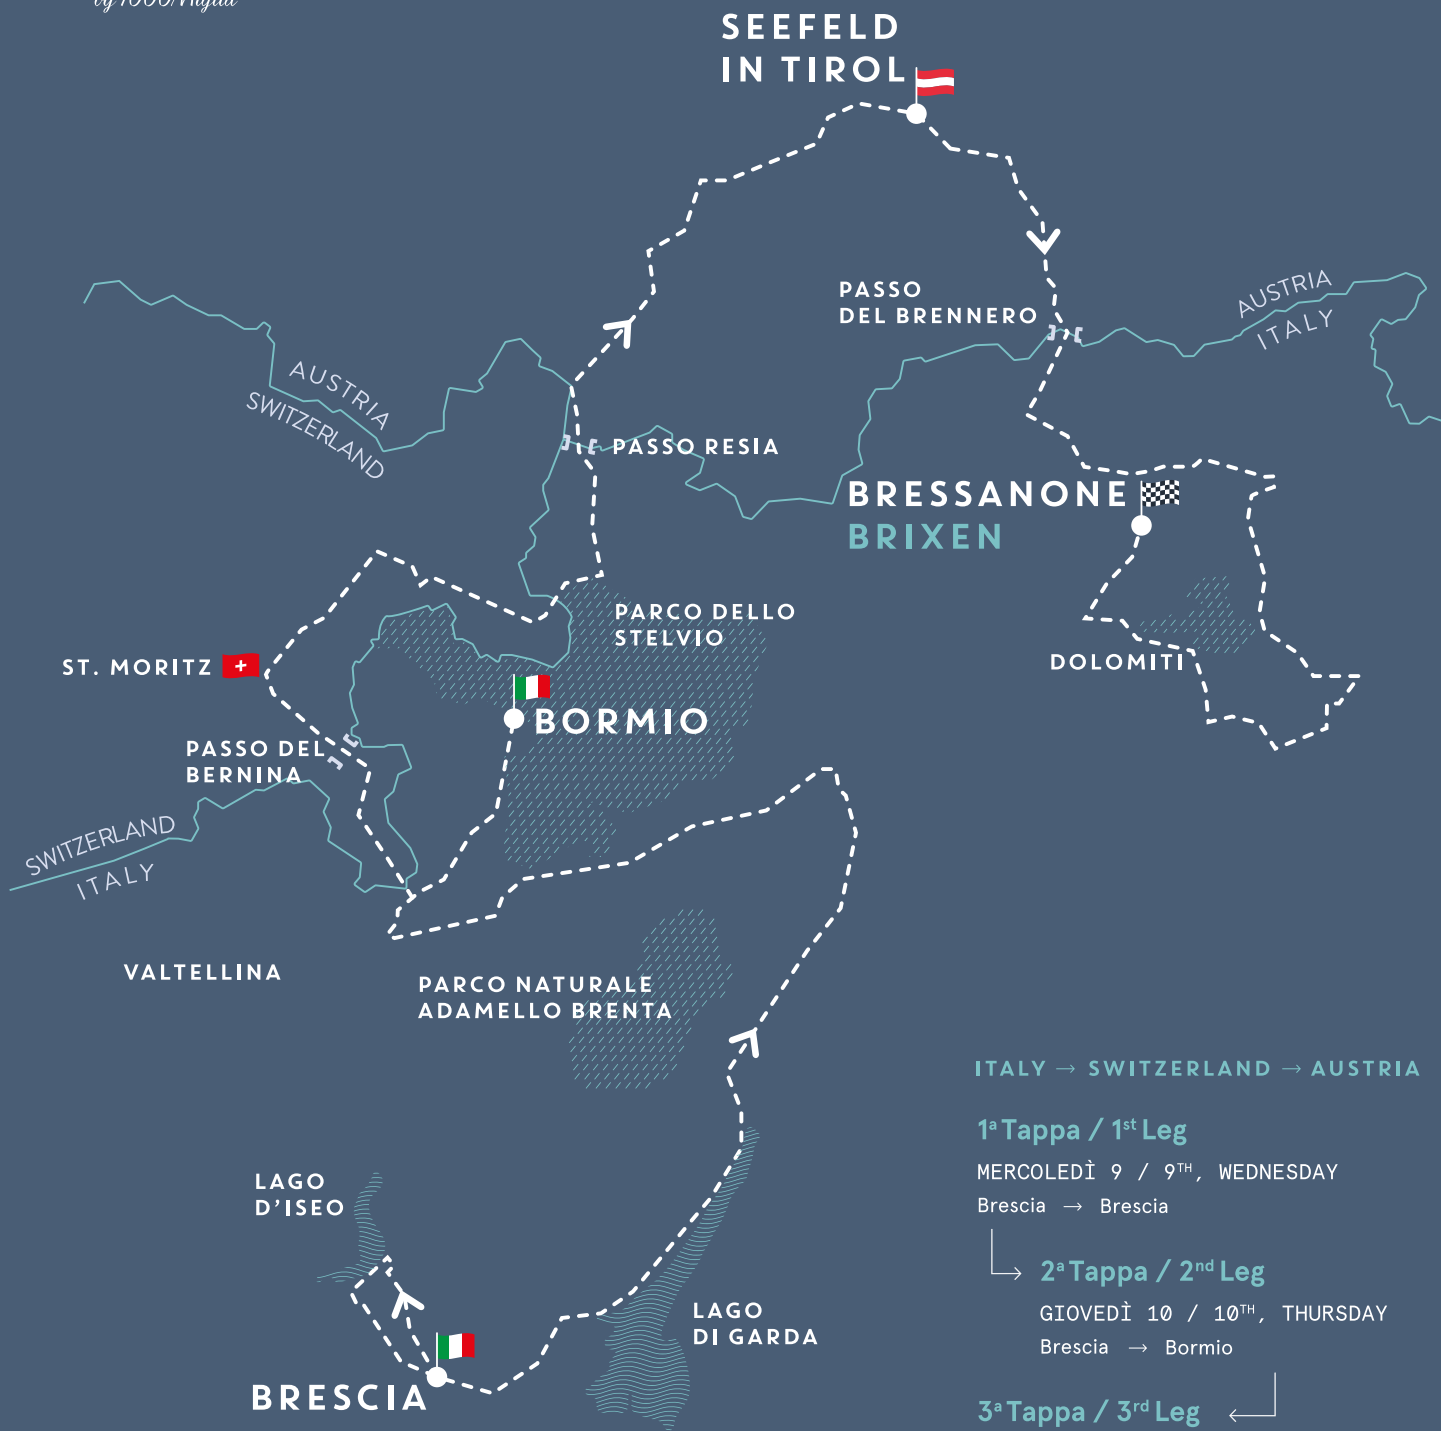 by 1000 Miglia
SEEFELD
IN TIROL
PASSO
DEL BRENNERO
AUSTRIA
ITALY
AUSTRIA
SWITZERLAND
PASSO RESIA
BRESSANONE
BRIXEN
PARCO DELLO
STELVIO
ST. MORITZ
DOLOMITI
BORMIO
PASSO DEL
BERNINA
SWITZERLAND
ITALY
VALTELLINA
PARCO NATURALE
ADAMELLO BRENTA
LAGO
D'ISEO
LAGO
DI GARDA
BRESCIA
ITALY → SWITZERLAND → AUSTRIA
1ª Tappa / 1st Leg
MERCOLEDÌ 9 / 9TH, WEDNESDAY
Brescia → Brescia
2ª Tappa / 2nd Leg
GIOVEDÌ 10 / 10TH, THURSDAY
Brescia → Bormio
3ª Tappa / 3rd Leg